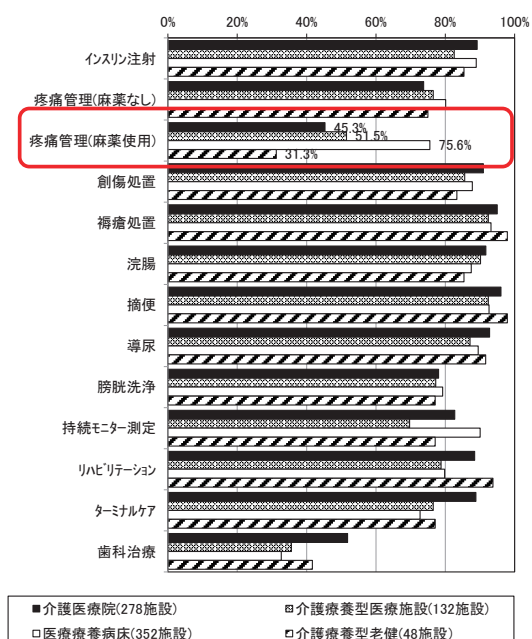 0% 20% 40% 60% 80% 100%
インスリン注射
疼痛管理(麻薬なし)
疼痛管理(麻薬使用)
45.3%
51.5%
75.6%
31.3%
創傷処置
褥瘡処置
浣腸
摘便
導尿
膀胱洗浄
持続モニター測定
リハビリテーション
ターミナルケア
歯科治療
■介護医療院(278施設) 介護療養型医療施設(132施設)
□医療療養病床(352施設) 介護療養型老健(48施設)